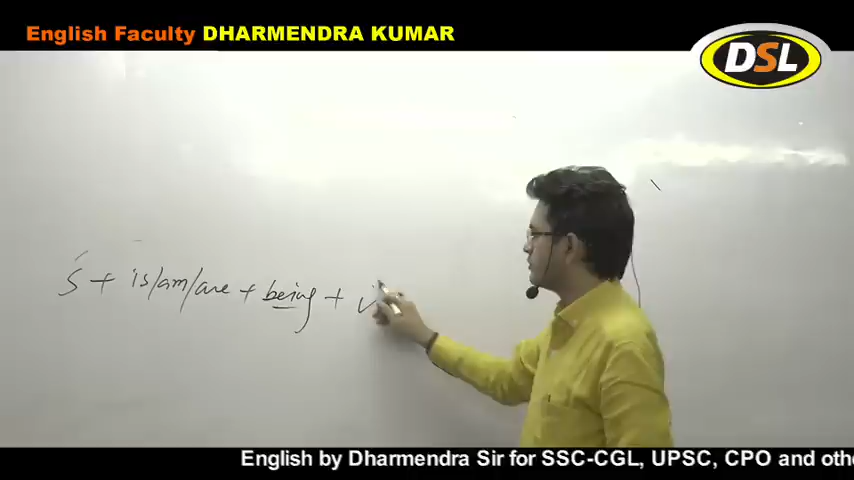 English Faculty DHARMENDRA KUMAR
DSL
S + is/am/are + being +
English by Dharmendra Sir for SSC-CGL, UPSC, CPO and othe